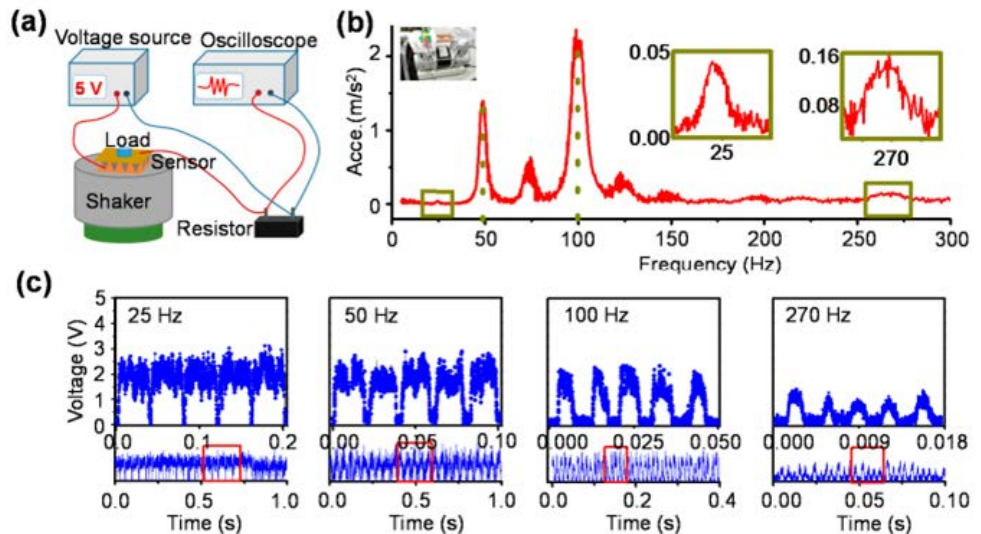 (a)
Voltage source
Oscilloscope
5 V
Load
Sensor
Shaker
Resistor
(b)
Acce.(m/s²)
2
1
0
0.05
0.00
25
0.16
0.08
270
0 50 100 150 200 250 300
Frequency (Hz)
(c)
Voltage (V)
5
4
3
2
1
0
25 Hz
0.0 0.1 0.2
0.0 0.5 1.0
Time (s)
50 Hz
0.00 0.05 0.10
0.0 0.5 1.0
Time (s)
100 Hz
0.000 0.025 0.050
0.0 0.2 0.4
Time (s)
270 Hz
0.000 0.009 0.018
0.00 0.05 0.10
Time (s)